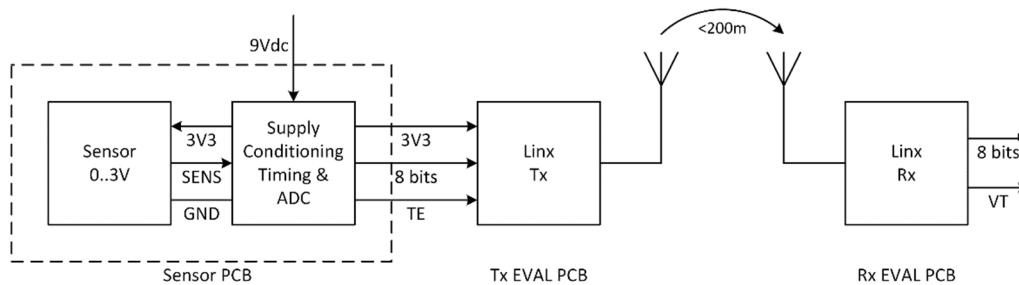 <200m
9Vdc
Sensor
0..3V
3V3
SENS
GND
Supply
Conditioning
Timing &
ADC
3V3
8 bits
TE
Linx
Tx
Linx
Rx
8 bits
VT
Sensor PCB
Tx EVAL PCB
Rx EVAL PCB